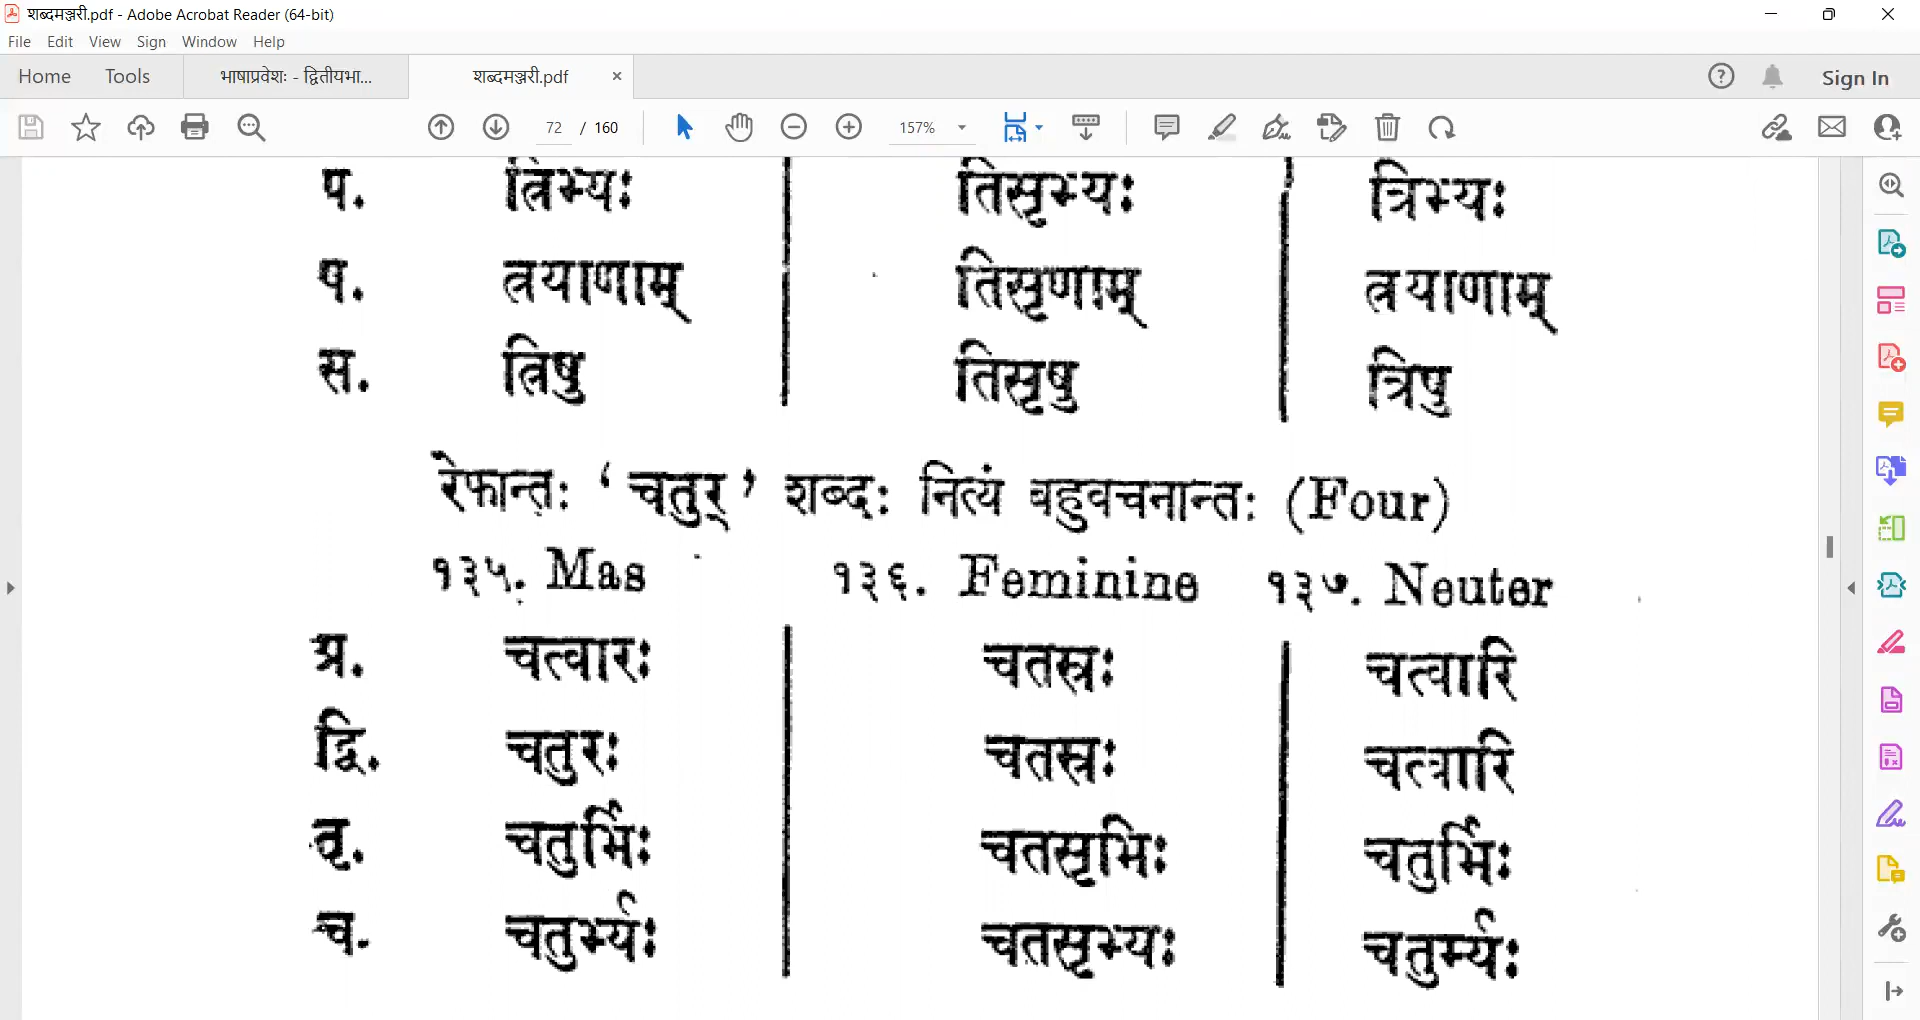 शब्दमञ्जरी.pdf - Adobe Acrobat Reader (64-bit)
File Edit View Sign Window Help
Home Tools भाषाप्रवेशः - द्वितीयभा... शब्दमञ्जरी.pdf Sign In
72 / 160 157%
प. त्रिभ्यः तिसृभ्यः त्रिभ्यः
ष. त्रयाणाम् तिसृणाम् त्रयाणाम्
स. त्रिषु तिसृषु त्रिषु
रेफान्तः ‘ चतुर् ’ शब्दः नित्यं बहुवचनान्तः (Four)
१३५. Mas १३६. Feminine १३७. Neuter
प्र. चत्वारः चतस्रः चत्वारि
द्वि. चतुरः चतस्रः चत्वारि
तृ. चतुर्भिः चतसृभिः चतुर्भिः
च. चतुर्भ्यः चतसृभ्यः चतुर्भ्यः